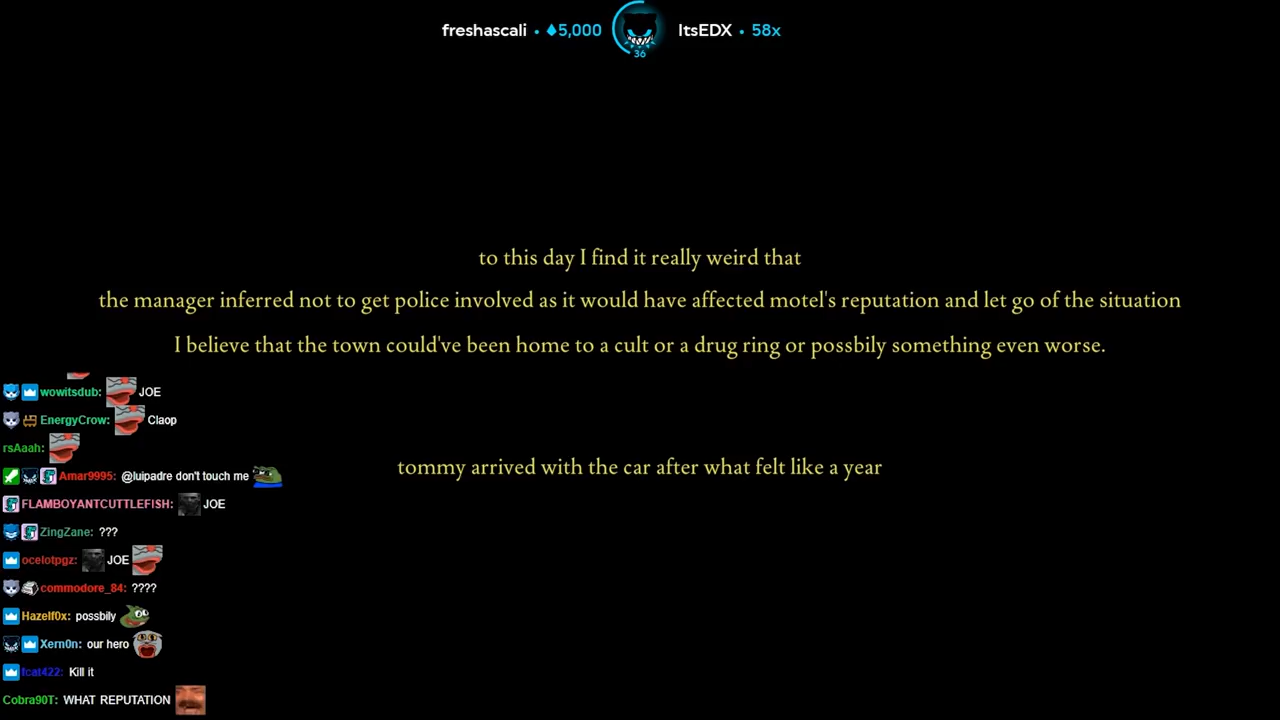 freshascali • 5,000 ItsEDX • 58x
36
to this day I find it really weird that
the manager inferred not to get police involved as it would have affected motel's reputation and let go of the situation
I believe that the town could've been home to a cult or a drug ring or possbily something even worse.
tommy arrived with the car after what felt like a year
wowitsdub: JOE
EnergyCrow: Claop
rsAaah:
Amar9995: @luipadre don't touch me
FLAMBOYANTCUTTLEFISH: JOE
ZingZane: ???
ocelotpgz: JOE
commodore_84: ????
Hazelf0x: possbily
Xern0n: our hero
fcat422: Kill it
Cobra90T: WHAT REPUTATION